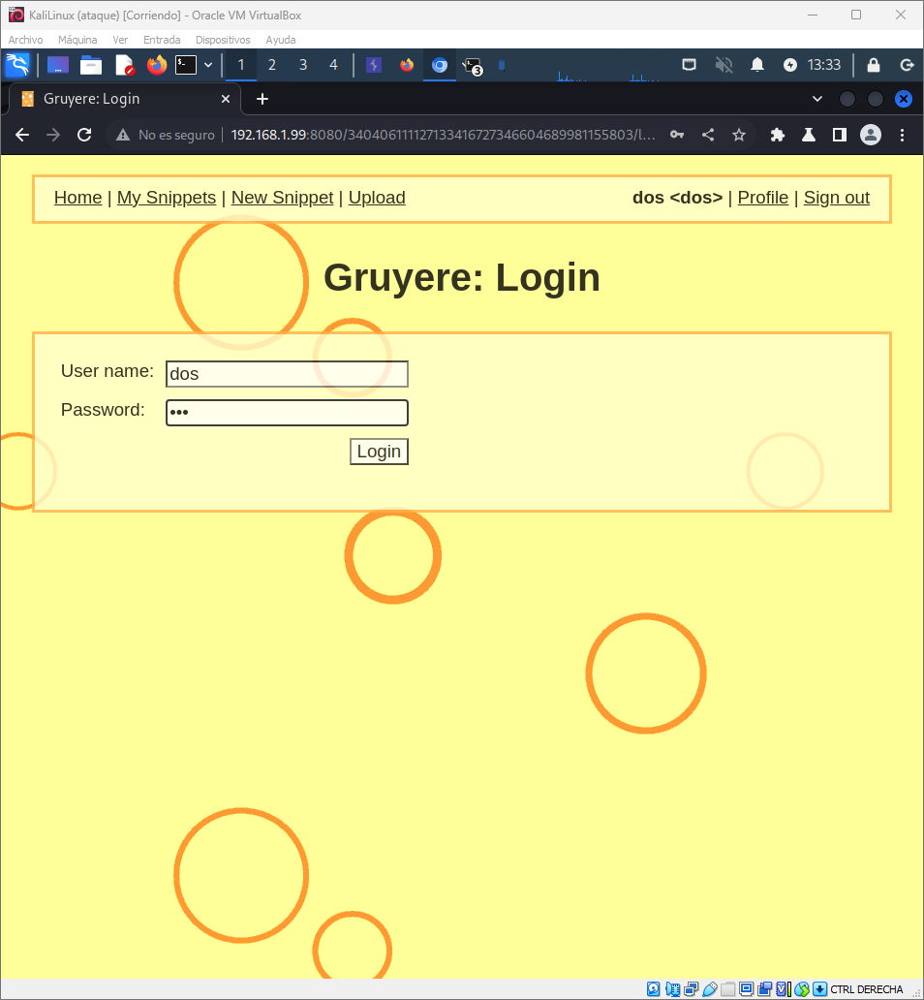 KaliLinux (ataque) [Corriendo] - Oracle VM VirtualBox
Archivo Máquina Ver Entrada Dispositivos Ayuda
1 2 3 4 3 13:33
Gruyere: Login
No es seguro 192.168.1.99:8080/340406111127133416727346604689981155803/l...
Home | My Snippets | New Snippet | Upload dos <dos> | Profile | Sign out
Gruyere: Login
User name: dos
Password: •••
Login
CTRL DERECHA